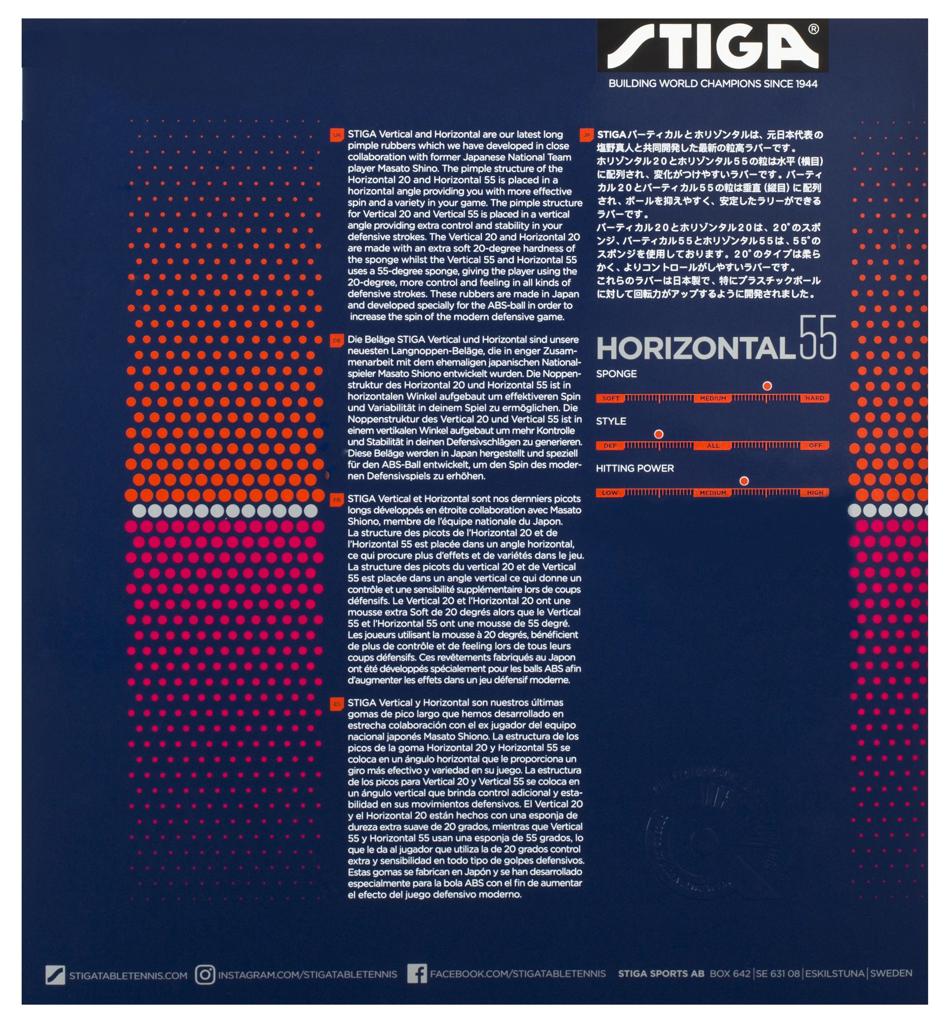 STIGA®
BUILDING WORLD CHAMPIONS SINCE 1944
UK
STIGA Vertical and Horizontal are our latest long
pimple rubbers which we have developed in close
collaboration with former Japanese National Team
player Masato Shino. The pimple structure of the
Horizontal 20 and Horizontal 55 is placed in a
horizontal angle providing you with more effective
spin and a variety in your game. The pimple structure
for Vertical 20 and Vertical 55 is placed in a vertical
angle providing extra control and stability in your
defensive strokes. The Vertical 20 and Horizontal 20
are made with an extra soft 20-degree hardness of
the sponge whilst the Vertical 55 and Horizontal 55
uses a 55-degree sponge, giving the player using the
20-degree, more control and feeling in all kinds of
defensive strokes. These rubbers are made in Japan
and developed specially for the ABS-ball in order to
increase the spin of the modern defensive game.
DE
Die Beläge STIGA Vertical und Horizontal sind unsere
neuesten Langnoppen-Beläge, die in enger Zusam-
menarbeit mit dem ehemaligen japanischen National-
spieler Masato Shiono entwickelt wurden. Die Noppen-
struktur des Horizontal 20 und Horizontal 55 ist in
horizontalen Winkel aufgebaut um effektiveren Spin
und Variabilität in deinem Spiel zu ermöglichen. Die
Noppenstruktur des Vertical 20 und Vertical 55 ist in
einem vertikalen Winkel aufgebaut um mehr Kontrolle
und Stabilität in deinen Defensivschlägen zu generieren.
Diese Beläge werden in Japan hergestellt und speziell
für den ABS-Ball entwickelt, um den Spin des moder-
nen Defensivspiels zu erhöhen.
FR
STIGA Vertical et Horizontal sont nos dernniers picots
longs développés en étroite collaboration avec Masato
Shiono, membre de l'équipe nationale du Japon.
La structure des picots de l'Horizontal 20 et de
l'Horizontal 55 est placée dans un angle horizontal,
ce qui procure plus d'effets et de variétés dans le jeu.
La structure des picots du vertical 20 et de Vertical
55 est placée dans un angle vertical ce qui donne un
contrôle et une sensibilité supplémentaire lors de coups
défensifs. Le Vertical 20 et l'Horizontal 20 ont une
mousse extra Soft de 20 degrés alors que le Vertical
55 et l'Horizontal 55 ont une mousse de 55 degré.
Les joueurs utilisant la mousse à 20 degrés, bénéficient
de plus de contrôle et de feeling lors de tous leurs
coups défensifs. Ces revêtements fabriqués au Japon
ont été développés spécialement pour les balls ABS afin
d'augmenter les effets dans un jeu défensif moderne.
ES
STIGA Vertical y Horizontal son nuestros últimas
gomas de pico largo que hemos desarrollado en
estrecha colaboración con el ex jugador del equipo
nacional japonés Masato Shiono. La estructura de los
picos de la goma Horizontal 20 y Horizontal 55 se
coloca en un ángulo horizontal que le proporciona un
giro más efectivo y variedad en su juego. La estructura
de los picos para Vertical 20 y Vertical 55 se coloca en
un ángulo vertical que brinda control adicional y esta-
bilidad en sus movimientos defensivos. El Vertical 20
y el Horizontal 20 están hechos con una esponja de
dureza extra suave de 20 grados, mientras que Vertical
55 y Horizontal 55 usan una esponja de 55 grados, lo
que le da al jugador que utiliza la de 20 grados control
extra y sensibilidad en todo tipo de golpes defensivos.
Estas gomas se fabrican en Japón y se han desarrollado
especialmente para la bola ABS con el fin de aumentar
el efecto del juego defensivo moderno.
JP
STIGAバーティカルとホリゾンタルは、元日本代表の
塩野真人と共同開発した最新の粒高ラバーです。
ホリゾンタル20とホリゾンタル55の粒は水平(横目)
に配列され、変化がつけやすいラバーです。バーティ
カル20とバーティカル55の粒は垂直(縦目)に配列
され、ボールを抑えやすく、安定したラリーができる
ラバーです。
バーティカル20とホリゾンタル20は、20°のスポ
ンジ、バーティカル55とホリゾンタル55は、55°の
スポンジを使用しております。20°のタイプは柔ら
かく、よりコントロールがしやすいラバーです。
これらのラバーは日本製で、特にプラスチックボール
に対して回転力がアップするように開発されました。
HORIZONTAL 55
SPONGE
SOFT MEDIUM HARD
STYLE
DEF ALL OFF
HITTING POWER
LOW MEDIUM HIGH
STIGATABLETENNIS.COM INSTAGRAM.COM/STIGATABLETENNIS FACEBOOK.COM/STIGATABLETENNIS STIGA SPORTS AB BOX 642|SE 631 08|ESKILSTUNA|SWEDEN